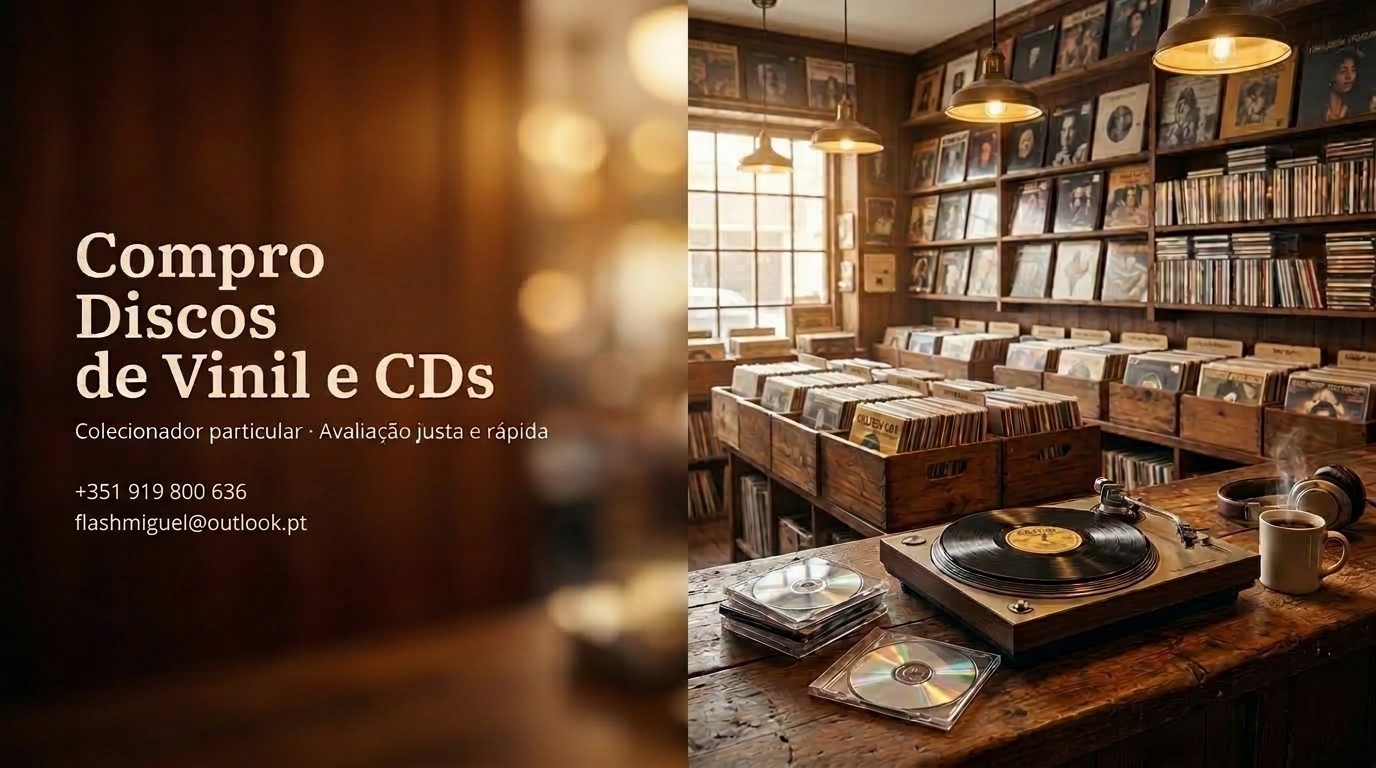 Compro
Discos
de Vinil e CDs
Colecionador particular · Avaliação justa e rápida
+351 919 800 636
flashmiguel@outlook.pt